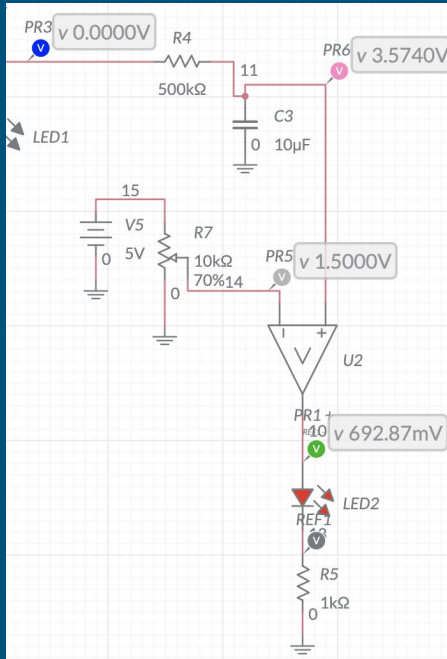 PR3
v 0.0000V
R4
500kΩ
11
PR6
v 3.5740V
LED1
C3
0
10µF
15
V5
5V
0
R7
10kΩ
70%
14
0
PR5
v 1.5000V
U2
PR1 +
10
v 692.87mV
LED2
REF1
R5
1kΩ
0